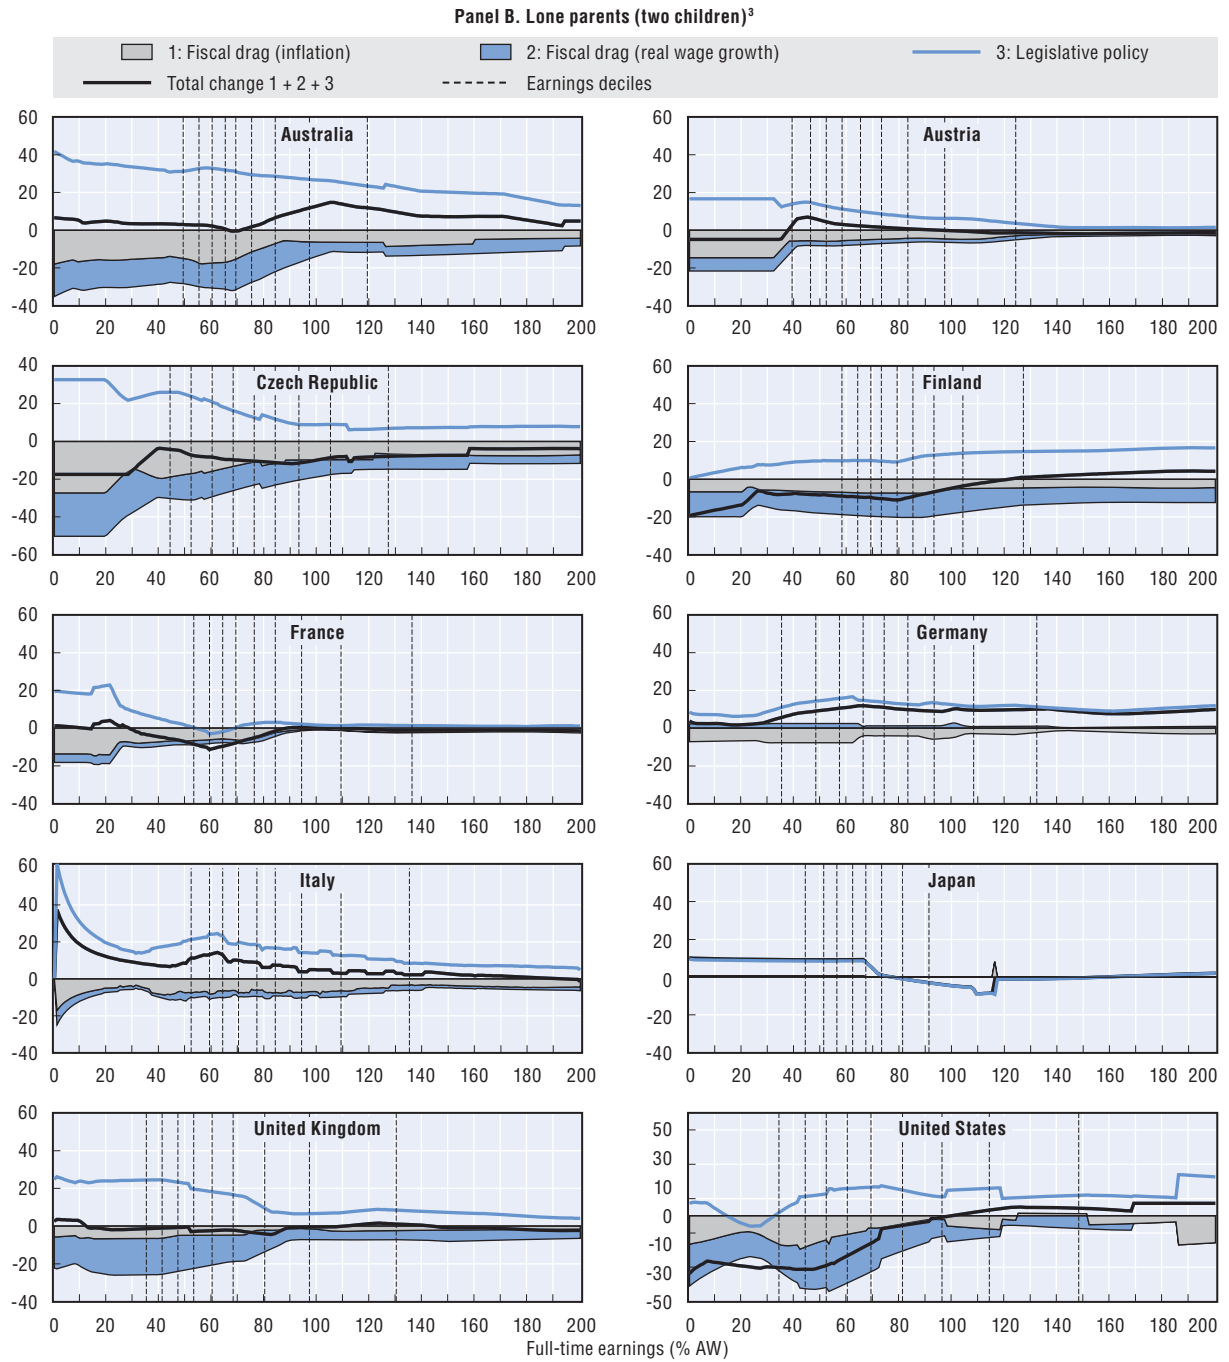 Panel B. Lone parents (two children)³
1: Fiscal drag (inflation) 2: Fiscal drag (real wage growth) 3: Legislative policy
Total change 1 + 2 + 3 Earnings deciles
Australia
60
40
20
0
-20
-40
0 20 40 60 80 100 120 140 160 180 200
Austria
60
40
20
0
-20
-40
0 20 40 60 80 100 120 140 160 180 200
Czech Republic
40
20
0
-20
-40
-60
0 20 40 60 80 100 120 140 160 180 200
Finland
60
40
20
0
-20
-40
0 20 40 60 80 100 120 140 160 180 200
France
60
40
20
0
-20
-40
0 20 40 60 80 100 120 140 160 180 200
Germany
60
40
20
0
-20
-40
0 20 40 60 80 100 120 140 160 180 200
Italy
60
40
20
0
-20
-40
0 20 40 60 80 100 120 140 160 180 200
Japan
60
40
20
0
-20
-40
0 20 40 60 80 100 120 140 160 180 200
United Kingdom
60
40
20
0
-20
-40
0 20 40 60 80 100 120 140 160 180 200
United States
50
30
10
0
-10
-30
-50
0 20 40 60 80 100 120 140 160 180 200
Full-time earnings (% AW)